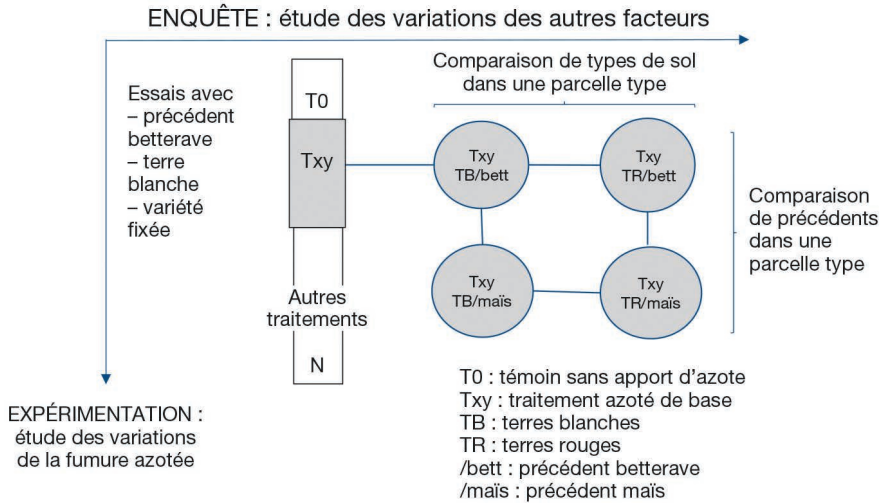 ENQUÊTE : étude des variations des autres facteurs
Essais avec
– précédent
betterave
– terre
blanche
– variété
fixée
T0
Txy
Autres
traitements
N
Comparaison de types de sol
dans une parcelle type
Txy
TB/bett
Txy
TR/bett
Txy
TB/maïs
Txy
TR/maïs
Comparaison
de précédents
dans une
parcelle type
EXPÉRIMENTATION :
étude des variations
de la fumure azotée
T0 : témoin sans apport d’azote
Txy : traitement azoté de base
TB : terres blanches
TR : terres rouges
/bett : précédent betterave
/maïs : précédent maïs